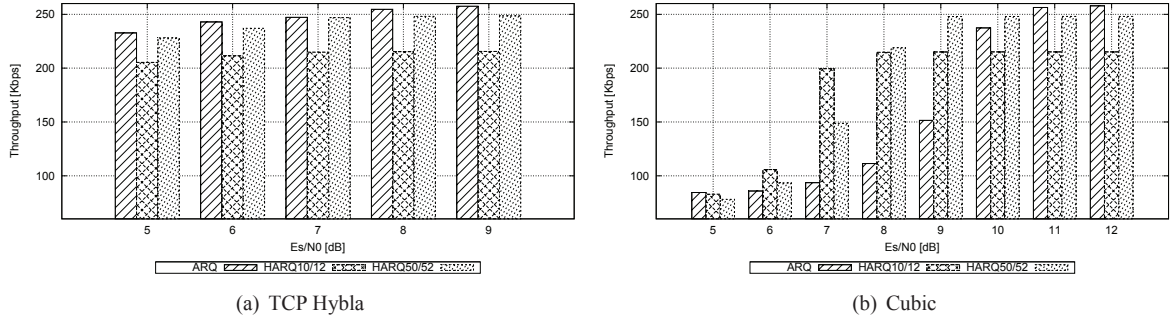 250
200
150
100
Throughput [Kbps]
5 6 7 8 9
Es/N0 [dB]
ARQ HARQ10/12 HARQ50/52
(a) TCP Hybla
250
200
150
100
Throughput [Kbps]
5 6 7 8 9 10 11 12
Es/N0 [dB]
ARQ HARQ10/12 HARQ50/52
(b) Cubic